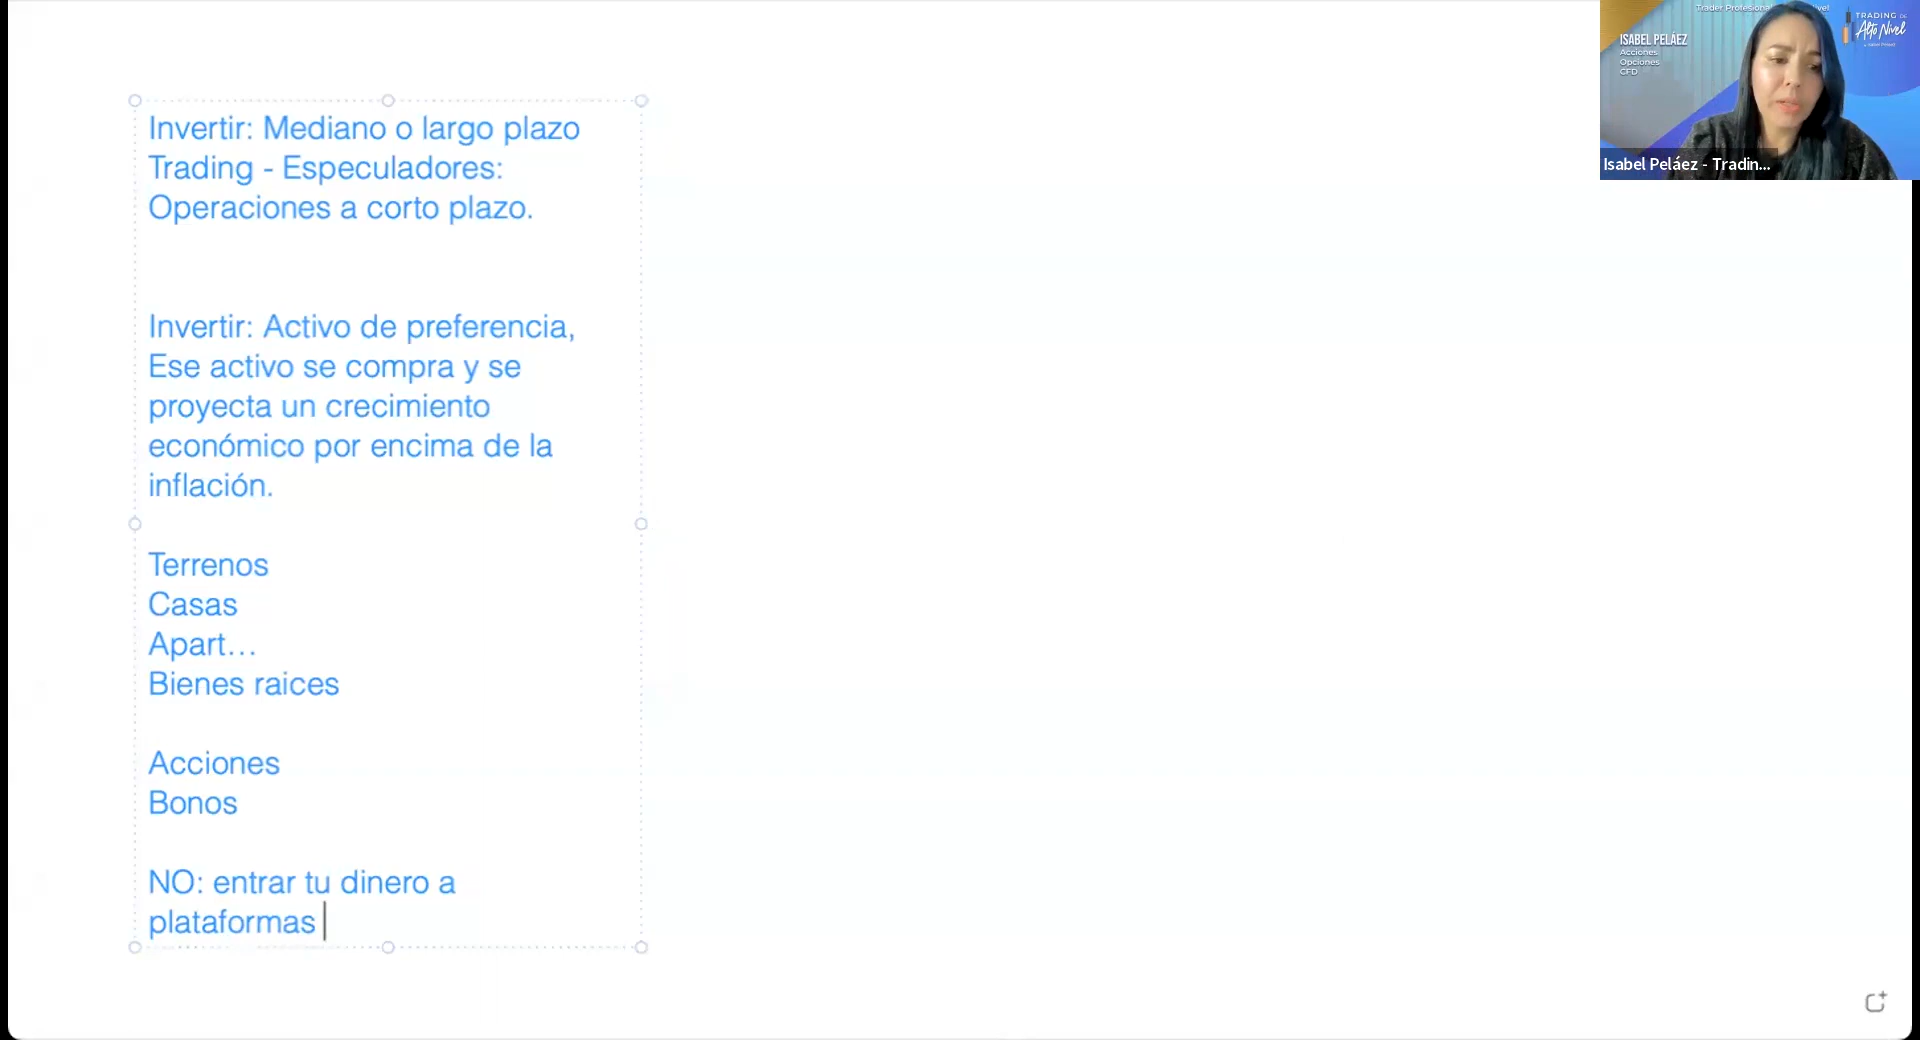 Invertir: Mediano o largo plazo
Trading - Especuladores:
Operaciones a corto plazo.
Invertir: Activo de preferencia,
Ese activo se compra y se
proyecta un crecimiento
económico por encima de la
inflación.
Terrenos
Casas
Apart...
Bienes raices
Acciones
Bonos
NO: entrar tu dinero a
plataformas
Trader Profesional
ISABEL PELÁEZ
Acciones
Opciones
CFD
TRADING DE
Alto Nivel
Isabel Peláez - Tradin...